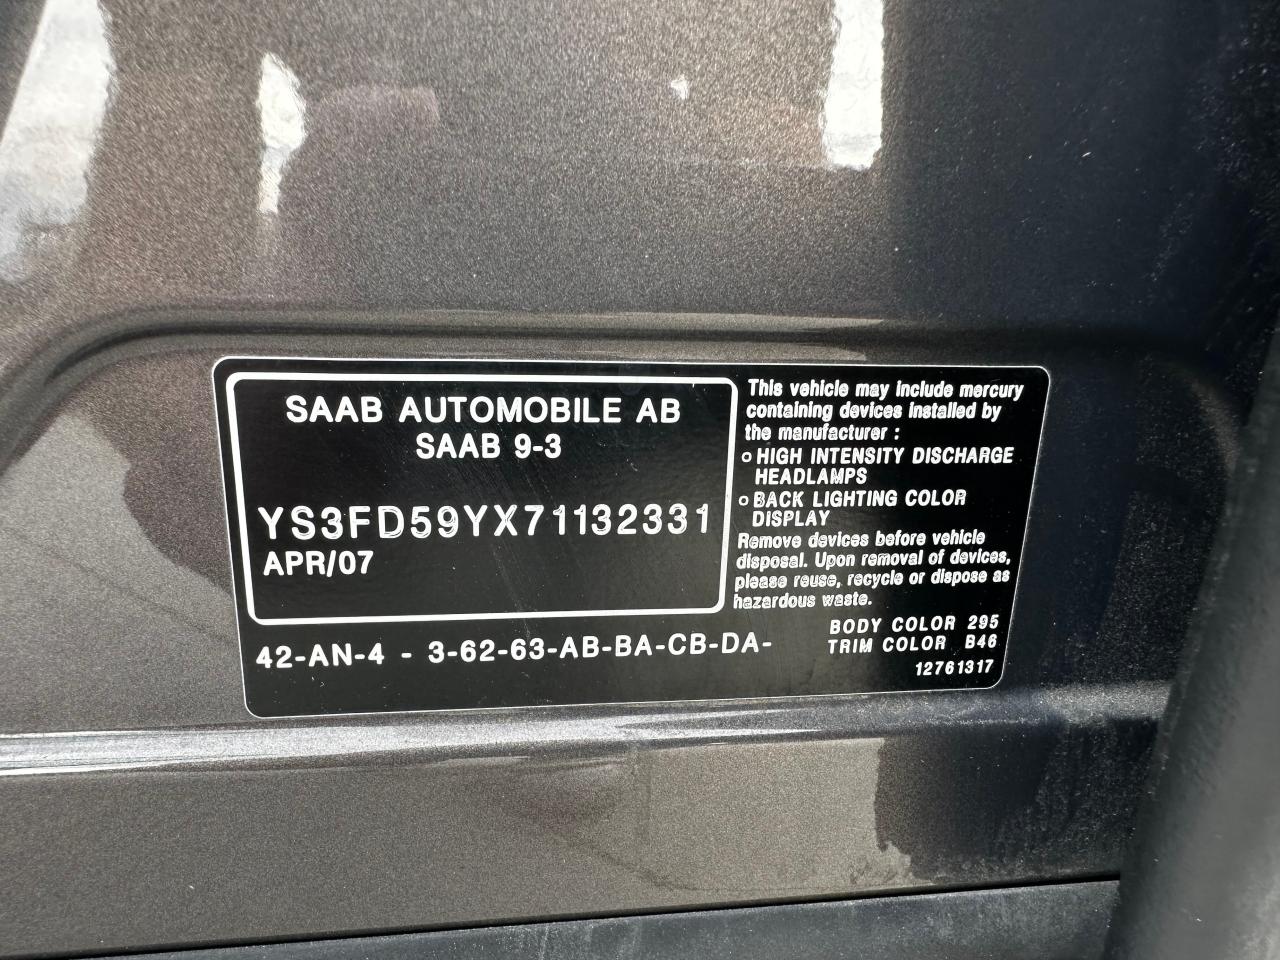 SAAB AUTOMOBILE AB
SAAB 9-3
YS3FD59YX71132331
APR/07
This vehicle may include mercury
containing devices installed by
the manufacturer :
o HIGH INTENSITY DISCHARGE
HEADLAMPS
o BACK LIGHTING COLOR
DISPLAY
Remove devices before vehicle
disposal. Upon removal of devices,
please reuse, recycle or dispose as
hazardous waste.
42-AN-4 - 3-62-63-AB-BA-CB-DA-
BODY COLOR 295
TRIM COLOR B46
12761317